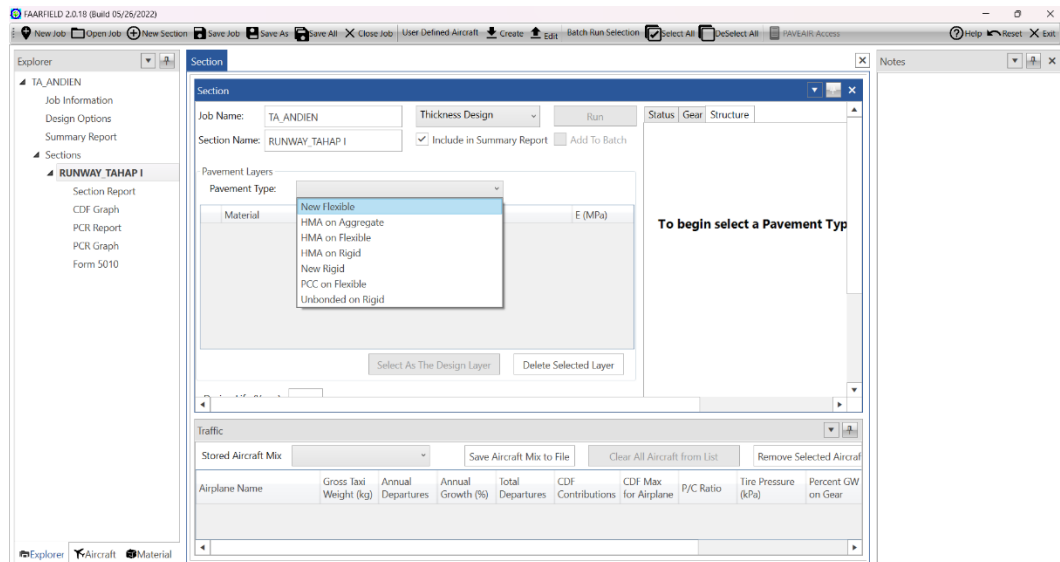 FAARFIELD 2.0.18 (Build 05/26/2022)
New Job Open Job New Section Save Job Save As Save All Close Job User Defined Aircraft Create Edit Batch Run Selection Select All DeSelect All PAVEAIR Access Help Reset Exit
Explorer
TA_ANDIEN
Job Information
Design Options
Summary Report
Sections
RUNWAY_TAHAP I
Section Report
CDF Graph
PCR Report
PCR Graph
Form 5010
Explorer Aircraft Material
Section
Section
Job Name: TA_ANDIEN Thickness Design Run
Section Name: RUNWAY_TAHAP I Include in Summary Report Add To Batch
Pavement Layers
Pavement Type:
Material E (MPa)
New Flexible
HMA on Aggregate
HMA on Flexible
HMA on Rigid
New Rigid
PCC on Flexible
Unbonded on Rigid
Select As The Design Layer Delete Selected Layer
Status Gear Structure
To begin select a Pavement Typ
Traffic
Stored Aircraft Mix Save Aircraft Mix to File Clear All Aircraft from List Remove Selected Aircraf
Airplane Name
Gross Taxi
Weight (kg)
Annual
Departures
Annual
Growth (%)
Total
Departures
CDF
Contributions
CDF Max
for Airplane
P/C Ratio
Tire Pressure
(kPa)
Percent GW
on Gear
Notes